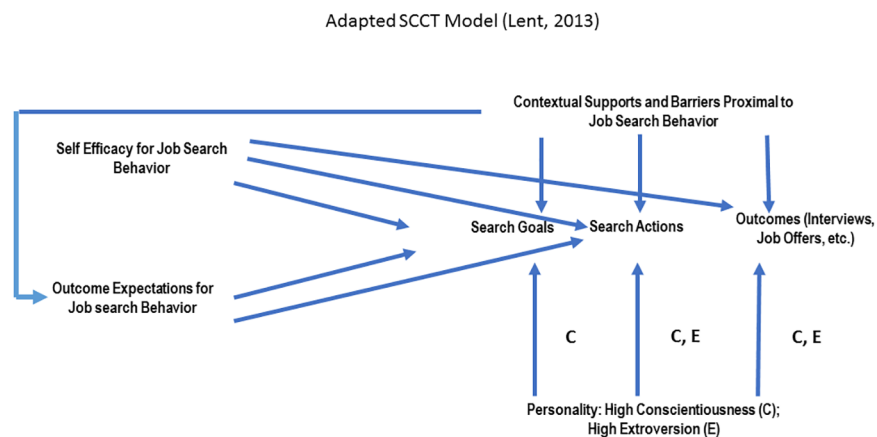 Adapted SCCT Model (Lent, 2013)
Contextual Supports and Barriers Proximal to
Job Search Behavior
Self Efficacy for Job Search
Behavior
Search Goals
Search Actions
Outcomes (Interviews,
Job Offers, etc.)
Outcome Expectations for
Job search Behavior
C
C, E
C, E
Personality: High Conscientiousness (C);
High Extroversion (E)